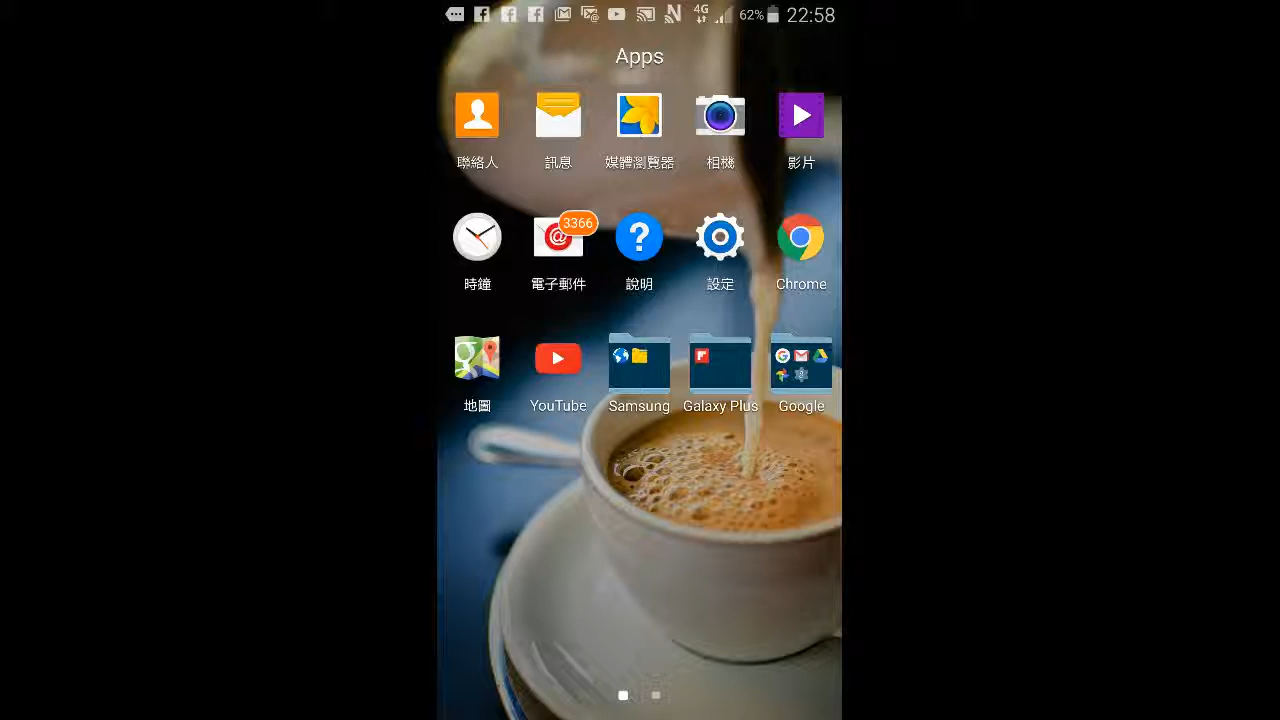 4G 62% 22:58
Apps
聯絡人 訊息 媒體瀏覽器 相機 影片
3366
時鐘 電子郵件 說明 設定 Chrome
地圖 YouTube Samsung Galaxy Plus Google